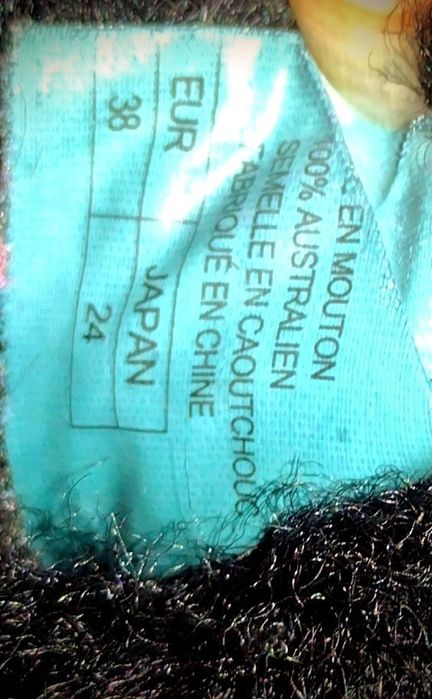 EN MOUTON
100% AUSTRALIEN
SEMELLE EN CAOUTCHOUC
FABRIQUÉ EN CHINE
EUR JAPAN
38 24